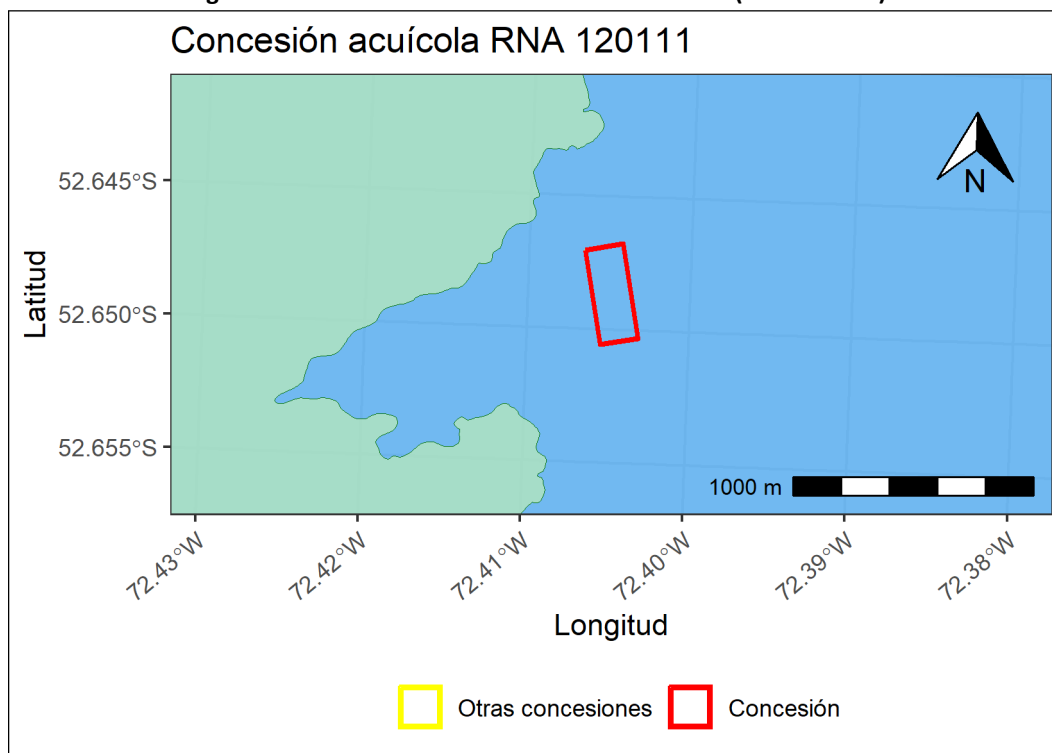 Concesión acuícola RNA 120111
N
52.645°S
52.650°S
52.655°S
Latitud
1000 m
72.43°W
72.42°W
72.41°W
72.40°W
72.39°W
72.38°W
Longitud
Otras concesiones
Concesión